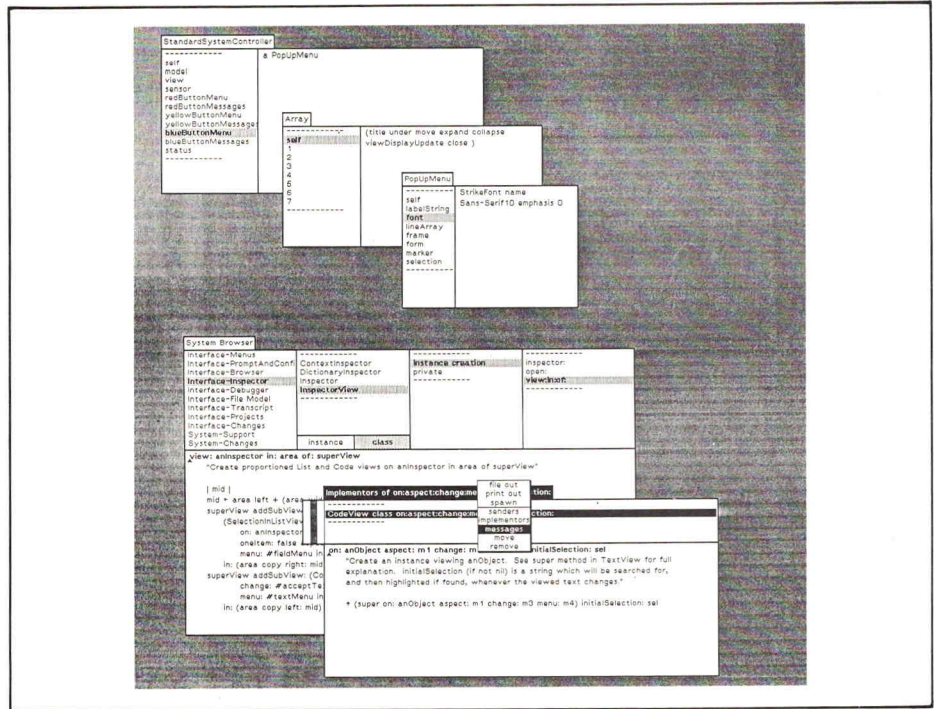 StandardSystemController
------------
self
model
view
sensor
redButtonMenu
redButtonMessages
yellowButtonMenu
yellowButtonMessages
blueButtonMenu
blueButtonMessages
status
------------
a PopUpMenu
Array
------------
self
1
2
3
4
5
6
7
------------
(title under move expand collapse
viewDisplayUpdate close )
PopUpMenu
------------
self
labelString
font
lineArray
frame
form
marker
selection
------------
StrikeFont name
Sans-Serif10 emphasis 0
System Browser
Interface-Menus
Interface-PromptAndConfi
Interface-Browser
Interface-Inspector
Interface-Debugger
Interface-File Model
Interface-Transcript
Interface-Projects
Interface-Changes
System-Support
System-Changes
------------
ContextInspector
DictionaryInspector
Inspector
InspectorView
------------
instance class
------------
instance creation
private
------------
------------
inspector:
open:
view:in:of:
------------
view: anInspector in: area of: superView
"Create proportioned List and Code views on anInspector in area of superView"
| mid |
mid ← area left + (area
superView addSubView
(SelectionInListView
on: anInspector
oneItem: false
menu: #fieldMenu in
in: (area copy right: mid
superView addSubView: (Co
change: #acceptTe
menu: #textMenu in
in: (area copy left: mid)
Implementors of on:aspect:change:me tion:
------------
CodeView class on:aspect:change:me ction:
------------
file out
print out
spawn
senders
implementors
messages
move
remove
on: anObject aspect: m1 change: m nitialSelection: sel
"Create an instance viewing anObject. See super method in TextView for full
explanation. initialSelection (if not nil) is a string which will be searched for,
and then highlighted if found, whenever the viewed text changes."
↑ (super on: anObject aspect: m1 change: m3 menu: m4) initialSelection: sel